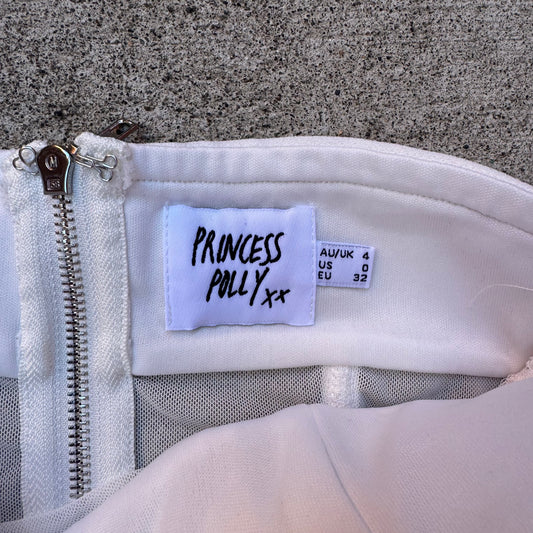 PRINCESS
POLLY xx
AU/UK 4
US 0
EU 32